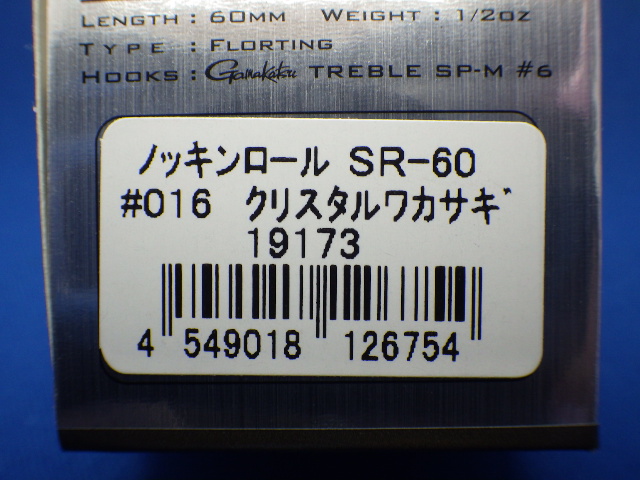 LENGTH : 60MM WEIGHT : 1/2OZ
TYPE : FLORTING
HOOKS : Gamakatsu TREBLE SP-M #6
ノッキンロール SR-60
#016 クリスタルワカサギ
19173
4 549018 126754